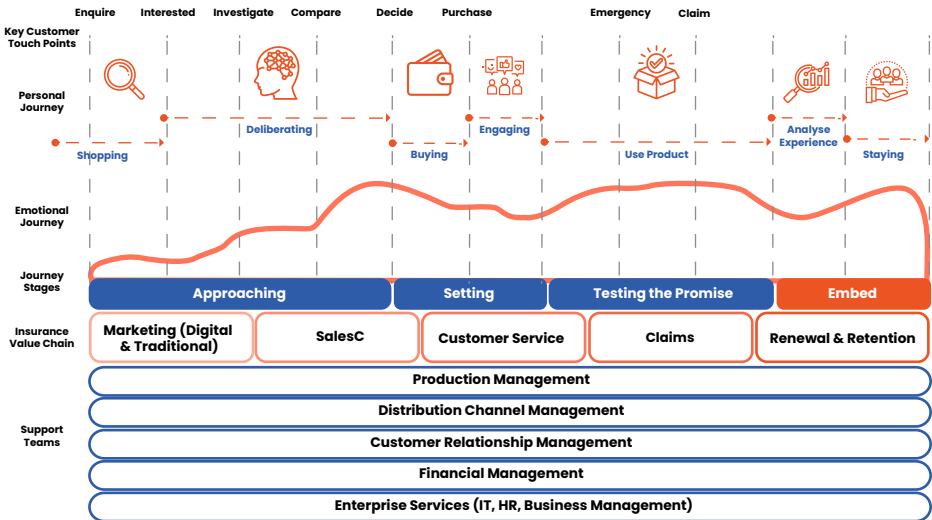 Enquire Interested Investigate Compare Decide Purchase Emergency Claim
Key Customer
Touch Points
Personal
Journey
Deliberating
Engaging
Analyse
Experience
Shopping
Buying
Use Product
Staying
Emotional
Journey
Journey
Stages
Approaching
Setting
Testing the Promise
Embed
Insurance
Value Chain
Marketing (Digital
& Traditional)
SalesC
Customer Service
Claims
Renewal & Retention
Support
Teams
Production Management
Distribution Channel Management
Customer Relationship Management
Financial Management
Enterprise Services (IT, HR, Business Management)